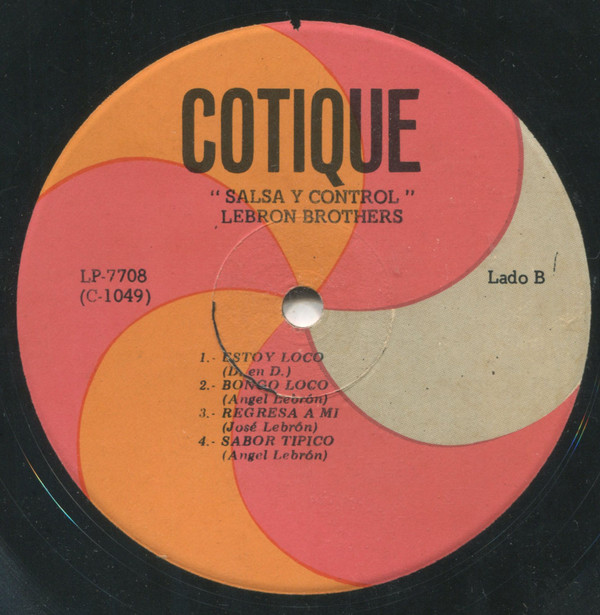 COTIQUE
" SALSA Y CONTROL "
LEBRON BROTHERS
LP-7708
(C-1049)
Lado B
1.- ESTOY LOCO
(D. en D.)
2.- BONGO LOCO
(Angel Lebrón)
3.- REGRESA A MI
(José Lebrón)
4.- SABOR TIPICO
(Angel Lebrón)